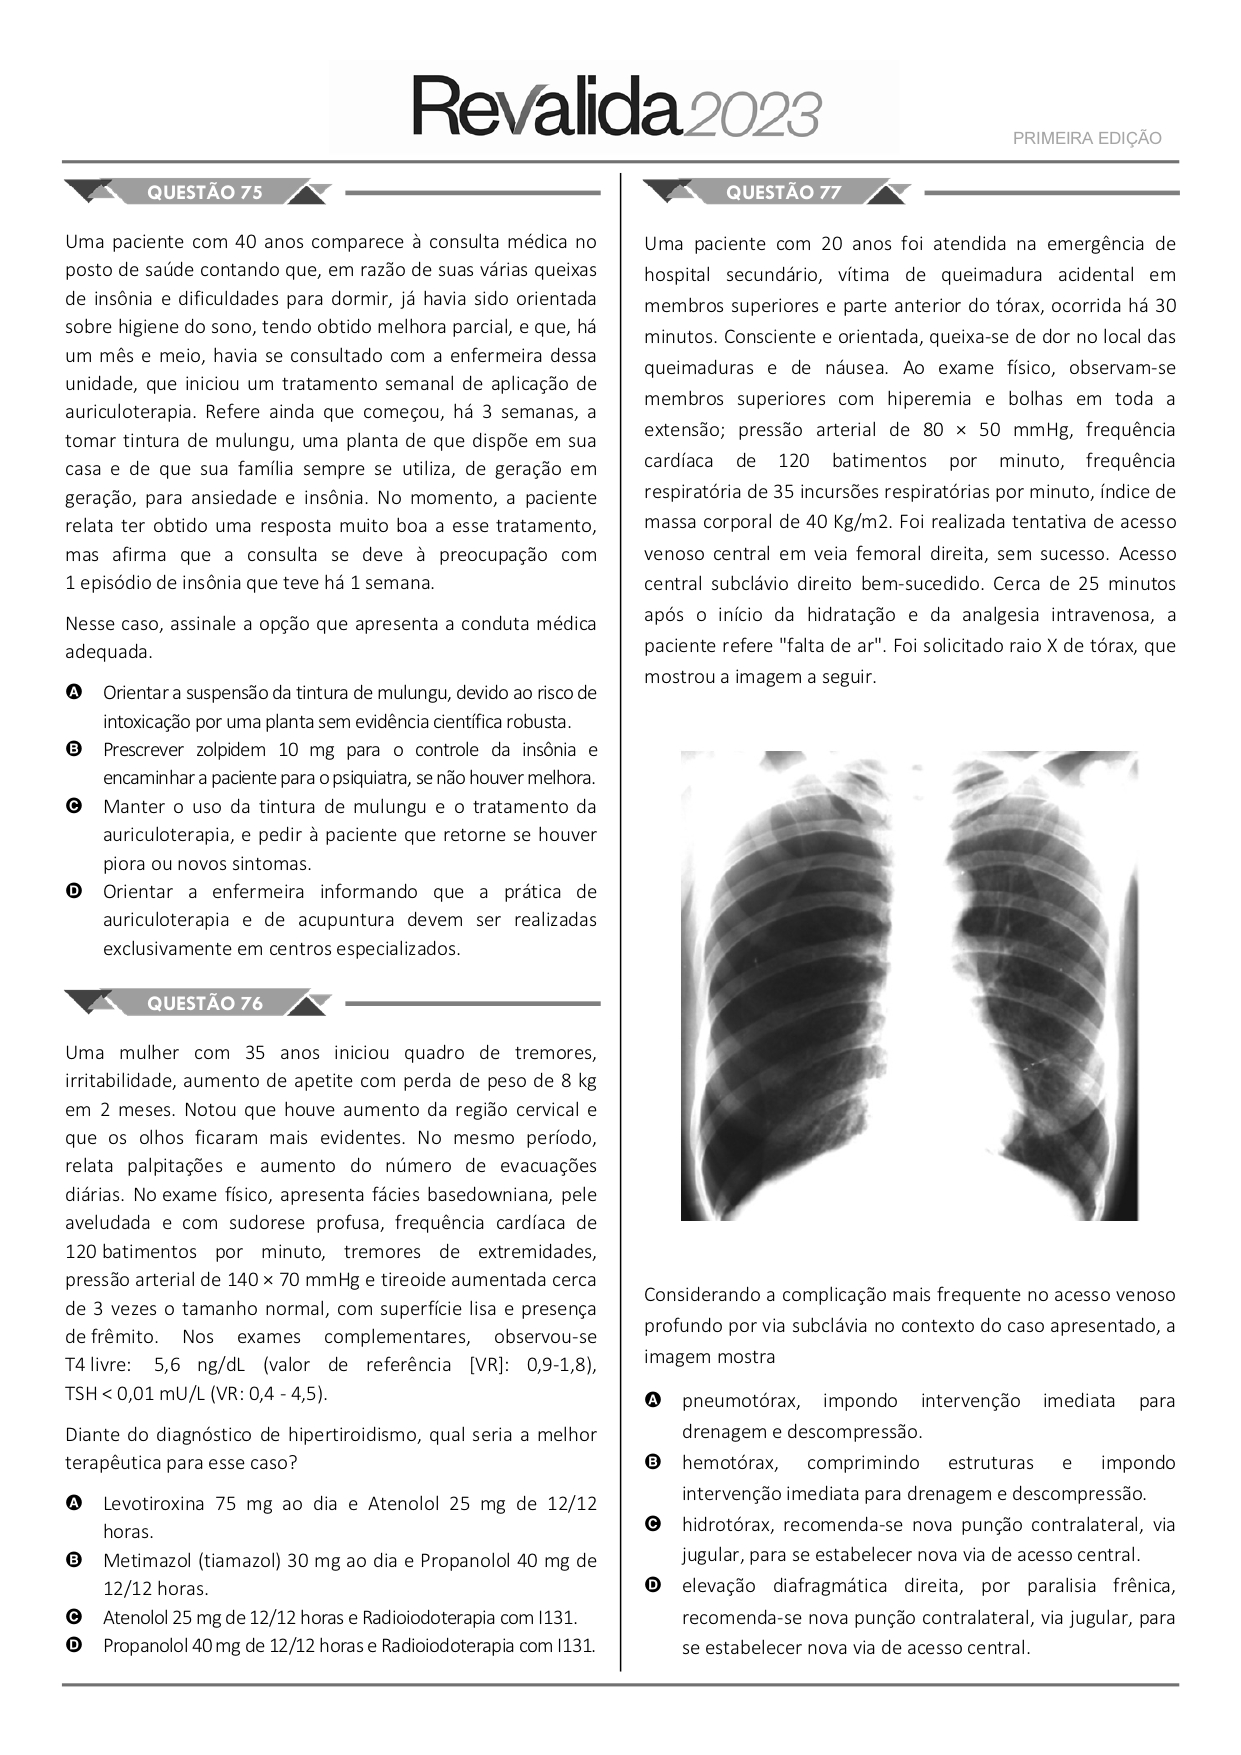 Revalida2023
PRIMEIRA EDIÇÃO
QUESTÃO 75
Uma paciente com 40 anos comparece à consulta médica no
posto de saúde contando que, em razão de suas várias queixas
de insônia e dificuldades para dormir, já havia sido orientada
sobre higiene do sono, tendo obtido melhora parcial, e que, há
um mês e meio, havia se consultado com a enfermeira dessa
unidade, que iniciou um tratamento semanal de aplicação de
auriculoterapia. Refere ainda que começou, há 3 semanas, a
tomar tintura de mulungu, uma planta de que dispõe em sua
casa e de que sua família sempre se utiliza, de geração em
geração, para ansiedade e insônia. No momento, a paciente
relata ter obtido uma resposta muito boa a esse tratamento,
mas afirma que a consulta se deve à preocupação com
1 episódio de insônia que teve há 1 semana.
Nesse caso, assinale a opção que apresenta a conduta médica
adequada.
A Orientar a suspensão da tintura de mulungu, devido ao risco de
intoxicação por uma planta sem evidência científica robusta.
B Prescrever zolpidem 10 mg para o controle da insônia e
encaminhar a paciente para o psiquiatra, se não houver melhora.
C Manter o uso da tintura de mulungu e o tratamento da
auriculoterapia, e pedir à paciente que retorne se houver
piora ou novos sintomas.
D Orientar a enfermeira informando que a prática de
auriculoterapia e de acupuntura devem ser realizadas
exclusivamente em centros especializados.
QUESTÃO 76
Uma mulher com 35 anos iniciou quadro de tremores,
irritabilidade, aumento de apetite com perda de peso de 8 kg
em 2 meses. Notou que houve aumento da região cervical e
que os olhos ficaram mais evidentes. No mesmo período,
relata palpitações e aumento do número de evacuações
diárias. No exame físico, apresenta fácies basedowniana, pele
aveludada e com sudorese profusa, frequência cardíaca de
120 batimentos por minuto, tremores de extremidades,
pressão arterial de 140 × 70 mmHg e tireoide aumentada cerca
de 3 vezes o tamanho normal, com superfície lisa e presença
de frêmito. Nos exames complementares, observou-se
T4 livre: 5,6 ng/dL (valor de referência [VR]: 0,9-1,8),
TSH < 0,01 mU/L (VR: 0,4 - 4,5).
Diante do diagnóstico de hipertiroidismo, qual seria a melhor
terapêutica para esse caso?
A Levotiroxina 75 mg ao dia e Atenolol 25 mg de 12/12
horas.
B Metimazol (tiamazol) 30 mg ao dia e Propanolol 40 mg de
12/12 horas.
C Atenolol 25 mg de 12/12 horas e Radioiodoterapia com I131.
D Propanolol 40 mg de 12/12 horas e Radioiodoterapia com I131.
QUESTÃO 77
Uma paciente com 20 anos foi atendida na emergência de
hospital secundário, vítima de queimadura acidental em
membros superiores e parte anterior do tórax, ocorrida há 30
minutos. Consciente e orientada, queixa-se de dor no local das
queimaduras e de náusea. Ao exame físico, observam-se
membros superiores com hiperemia e bolhas em toda a
extensão; pressão arterial de 80 × 50 mmHg, frequência
cardíaca de 120 batimentos por minuto, frequência
respiratória de 35 incursões respiratórias por minuto, índice de
massa corporal de 40 Kg/m2. Foi realizada tentativa de acesso
venoso central em veia femoral direita, sem sucesso. Acesso
central subclávio direito bem-sucedido. Cerca de 25 minutos
após o início da hidratação e da analgesia intravenosa, a
paciente refere "falta de ar". Foi solicitado raio X de tórax, que
mostrou a imagem a seguir.
Considerando a complicação mais frequente no acesso venoso
profundo por via subclávia no contexto do caso apresentado, a
imagem mostra
A pneumotórax, impondo intervenção imediata para
drenagem e descompressão.
B hemotórax, comprimindo estruturas e impondo
intervenção imediata para drenagem e descompressão.
C hidrotórax, recomenda-se nova punção contralateral, via
jugular, para se estabelecer nova via de acesso central.
D elevação diafragmática direita, por paralisia frênica,
recomenda-se nova punção contralateral, via jugular, para
se estabelecer nova via de acesso central.